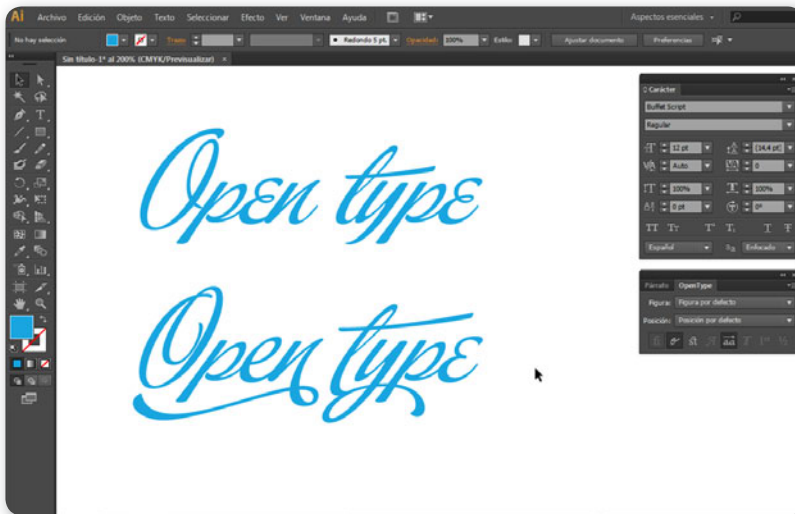 Ai Archivo Edición Objeto Texto Seleccionar Efecto Ver Ventana Ayuda Aspectos esenciales
No hay selección Trazo: Redondo 5 pt. Opacidad: 100% Estilo: Ajustar documento Preferencias
Sin título-1* al 200% (CMYK/Previsualizar) ×
Open type
Open type
Carácter
Buffet Script
Regular
12 pt (14,4 pt)
Auto 0
100% 100%
0 pt 0°
TT Tr T' T, T T
Español aa Enfocado
Párrafo OpenType
Figura: Figura por defecto
Posición: Posición por defecto